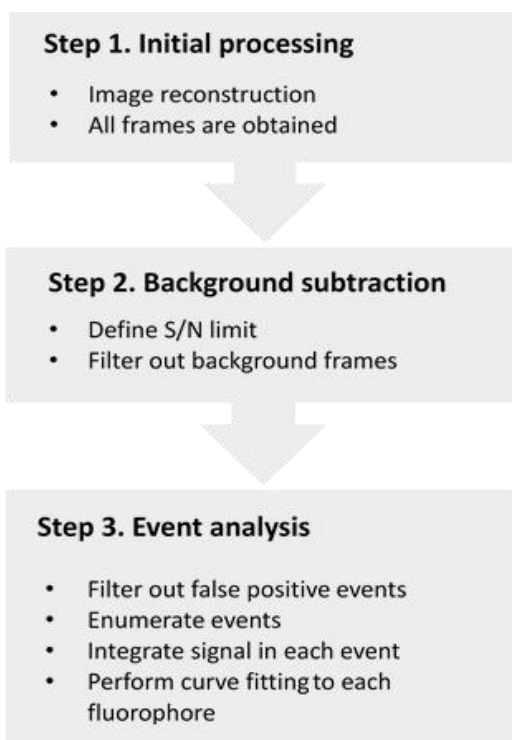 Step 1. Initial processing
• Image reconstruction
• All frames are obtained
Step 2. Background subtraction
• Define S/N limit
• Filter out background frames
Step 3. Event analysis
• Filter out false positive events
• Enumerate events
• Integrate signal in each event
• Perform curve fitting to each
fluorophore